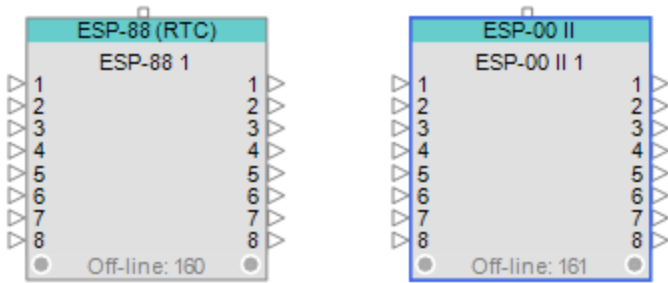 ESP-88 (RTC)
ESP-88 1
1 1
2 2
3 3
4 4
5 5
6 6
7 7
8 8
Off-line: 160
ESP-00 II
ESP-00 II 1
1 1
2 2
3 3
4 4
5 5
6 6
7 7
8 8
Off-line: 161